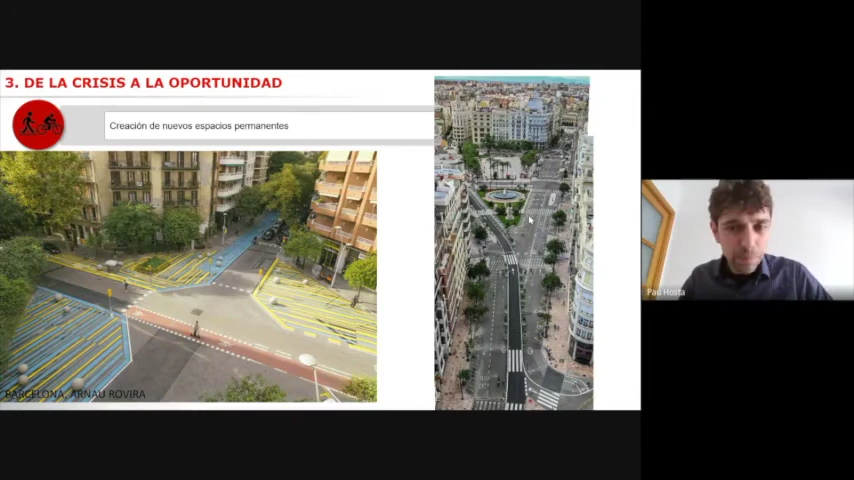 3. DE LA CRISIS A LA OPORTUNIDAD
Creación de nuevos espacios permanentes
BARCELONA, ARNAU ROVIRA
Pau Hosta